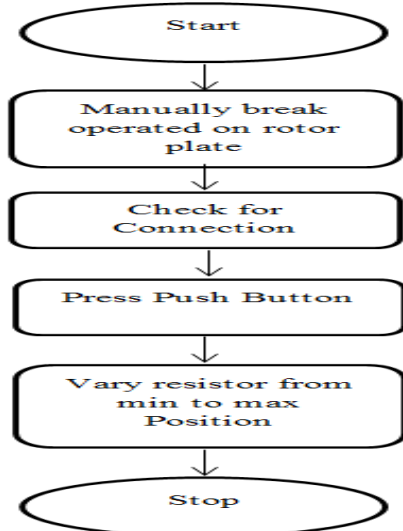 Start
Manually break
operated on rotor
plate
Check for
Connection
Press Push Button
Vary resistor from
min to max
Position
Stop